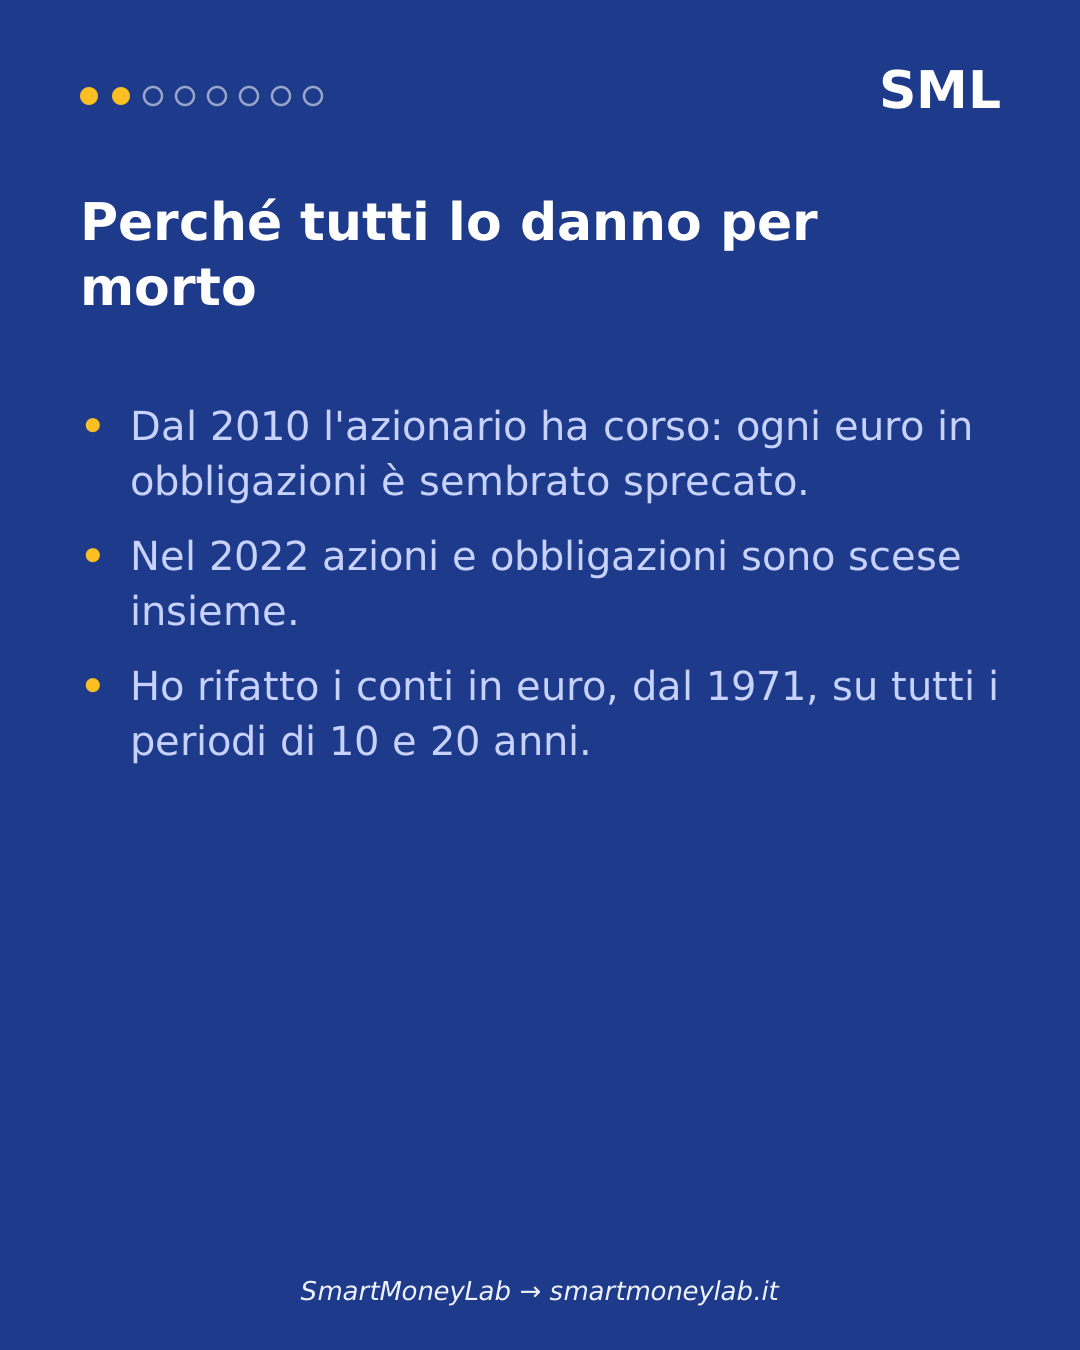 SML
Perché tutti lo danno per
morto
• Dal 2010 l'azionario ha corso: ogni euro in
obbligazioni è sembrato sprecato.
• Nel 2022 azioni e obbligazioni sono scese
insieme.
• Ho rifatto i conti in euro, dal 1971, su tutti i
periodi di 10 e 20 anni.
SmartMoneyLab → smartmoneylab.it